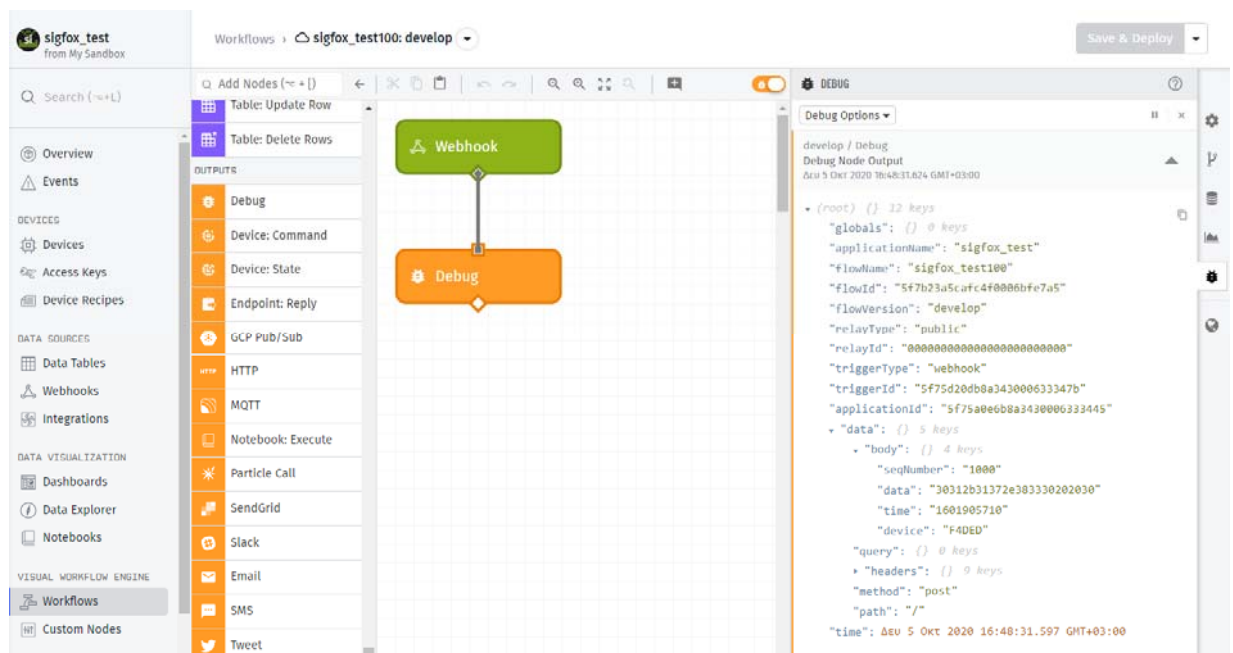 sigfox_test
from My Sandbox
Workflows › sigfox_test100: develop
Save & Deploy
Search (⌥+L)
Overview
Events
DEVICES
Devices
Access Keys
Device Recipes
DATA SOURCES
Data Tables
Webhooks
Integrations
DATA VISUALIZATION
Dashboards
Data Explorer
Notebooks
VISUAL WORKFLOW ENGINE
Workflows
Custom Nodes
Add Nodes (⌥ + [)
Table: Update Row
Table: Delete Rows
OUTPUTS
Debug
Device: Command
Device: State
Endpoint: Reply
GCP Pub/Sub
HTTP
HTTP
MQTT
Notebook: Execute
Particle Call
SendGrid
Slack
Email
SMS
Tweet
Webhook
Debug
DEBUG
Debug Options
develop / Debug
Debug Node Output
Δευ 5 Οκτ 2020 16:48:31.624 GMT+03:00
(root) {} 12 keys
"globals": {} 0 keys
"applicationName": "sigfox_test"
"flowName": "sigfox_test100"
"flowId": "5f7b23a5cafc4f0006bfe7a5"
"flowVersion": "develop"
"relayType": "public"
"relayId": "000000000000000000000000"
"triggerType": "webhook"
"triggerId": "5f75d20db8a343000633347b"
"applicationId": "5f75a0e6b8a3430006333445"
"data": {} 5 keys
"body": {} 4 keys
"seqNumber": "1000"
"data": "30312b31372e383330202030"
"time": "1601905710"
"device": "F4DED"
"query": {} 0 keys
"headers": {} 9 keys
"method": "post"
"path": "/"
"time": Δευ 5 Οκτ 2020 16:48:31.597 GMT+03:00